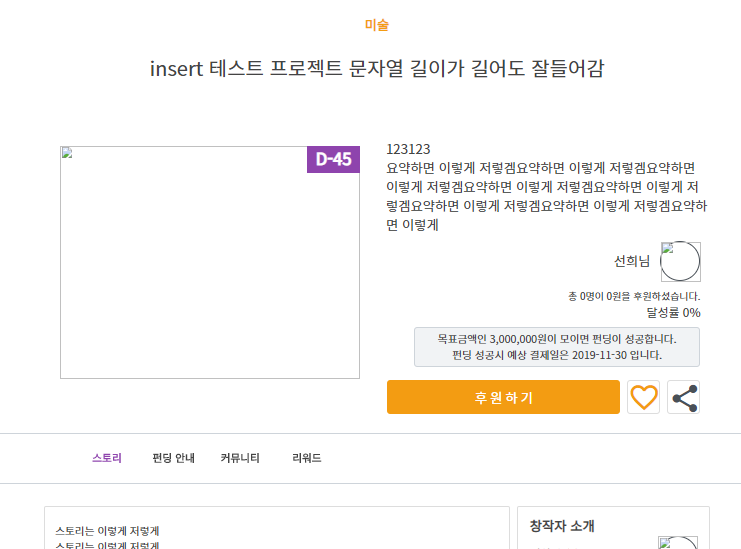 미술
insert 테스트 프로젝트 문자열 길이가 길어도 잘들어감
D-45
123123
요약하면 이렇게 저렇겜요약하면 이렇게 저렇겜요약하면
이렇게 저렇겜요약하면 이렇게 저렇겜요약하면 이렇게 저
렇겜요약하면 이렇게 저렇겜요약하면 이렇게 저렇겜요약하
면 이렇게
선희님
총 0명이 0원을 후원하셨습니다.
달성률 0%
목표금액인 3,000,000원이 모이면 펀딩이 성공합니다.
펀딩 성공시 예상 결제일은 2019-11-30 입니다.
후원하기
스토리 펀딩 안내 커뮤니티 리워드
스토리는 이렇게 저렇게
스토리는 이렇게 저렇게
창작자 소개